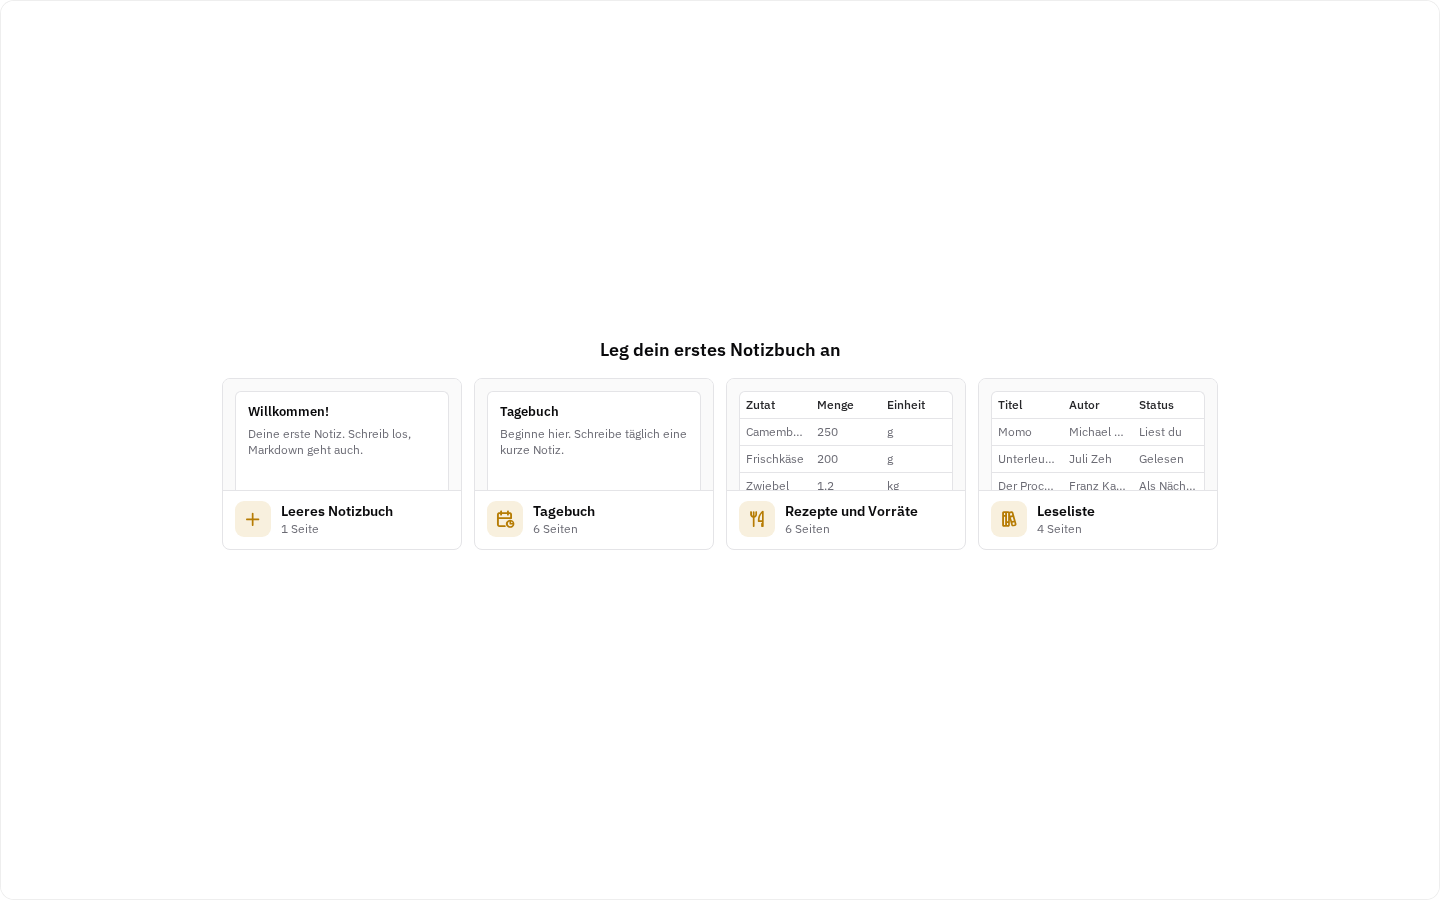 Leg dein erstes Notizbuch an
Willkommen!
Deine erste Notiz. Schreib los,
Markdown geht auch.
Leeres Notizbuch
1 Seite
Tagebuch
Beginne hier. Schreibe täglich eine
kurze Notiz.
Tagebuch
6 Seiten
Zutat Menge Einheit
Camemb... 250 g
Frischkäse 200 g
Zwiebel 1,2 kg
Rezepte und Vorräte
6 Seiten
Titel Autor Status
Momo Michael ... Liest du
Unterleu... Juli Zeh Gelesen
Der Proc... Franz Ka... Als Näch...
Leseliste
4 Seiten